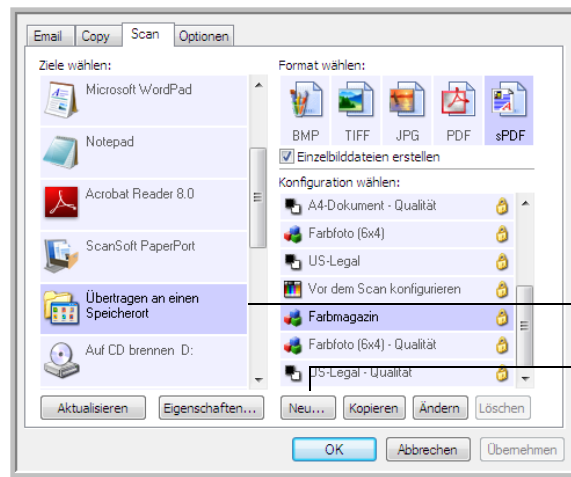 Email Copy Scan Optionen
Ziele wählen:
Microsoft WordPad
Notepad
Acrobat Reader 8.0
ScanSoft PaperPort
Übertragen an einen
Speicherort
Auf CD brennen D:
Aktualisieren Eigenschaften...
Format wählen:
BMP TIFF JPG PDF sPDF
Einzelbilddateien erstellen
Konfiguration wählen:
A4-Dokument - Qualität
Farbfoto (6x4)
US-Legal
Vor dem Scan konfigurieren
Farbmagazin
Farbfoto (6x4) - Qualität
US-Legal - Qualität
Neu... Kopieren Ändern Löschen
OK Abbrechen Übernehmen